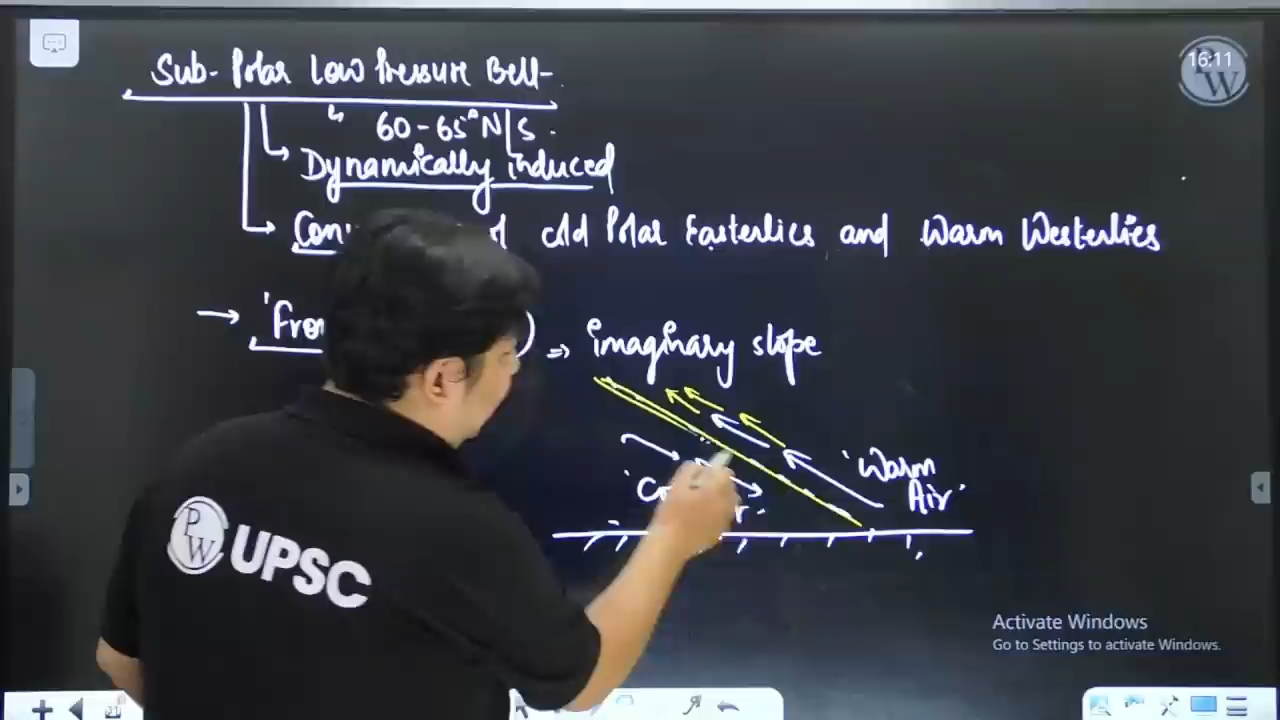 Sub-Polar Low Pressure Belt
16:11
PW
60-65°N/S.
Dynamically induced
cold Polar Easterlies and Warm Westerlies
=> imaginary slope
'Warm
Air'
PW UPSC
Activate Windows
Go to Settings to activate Windows.